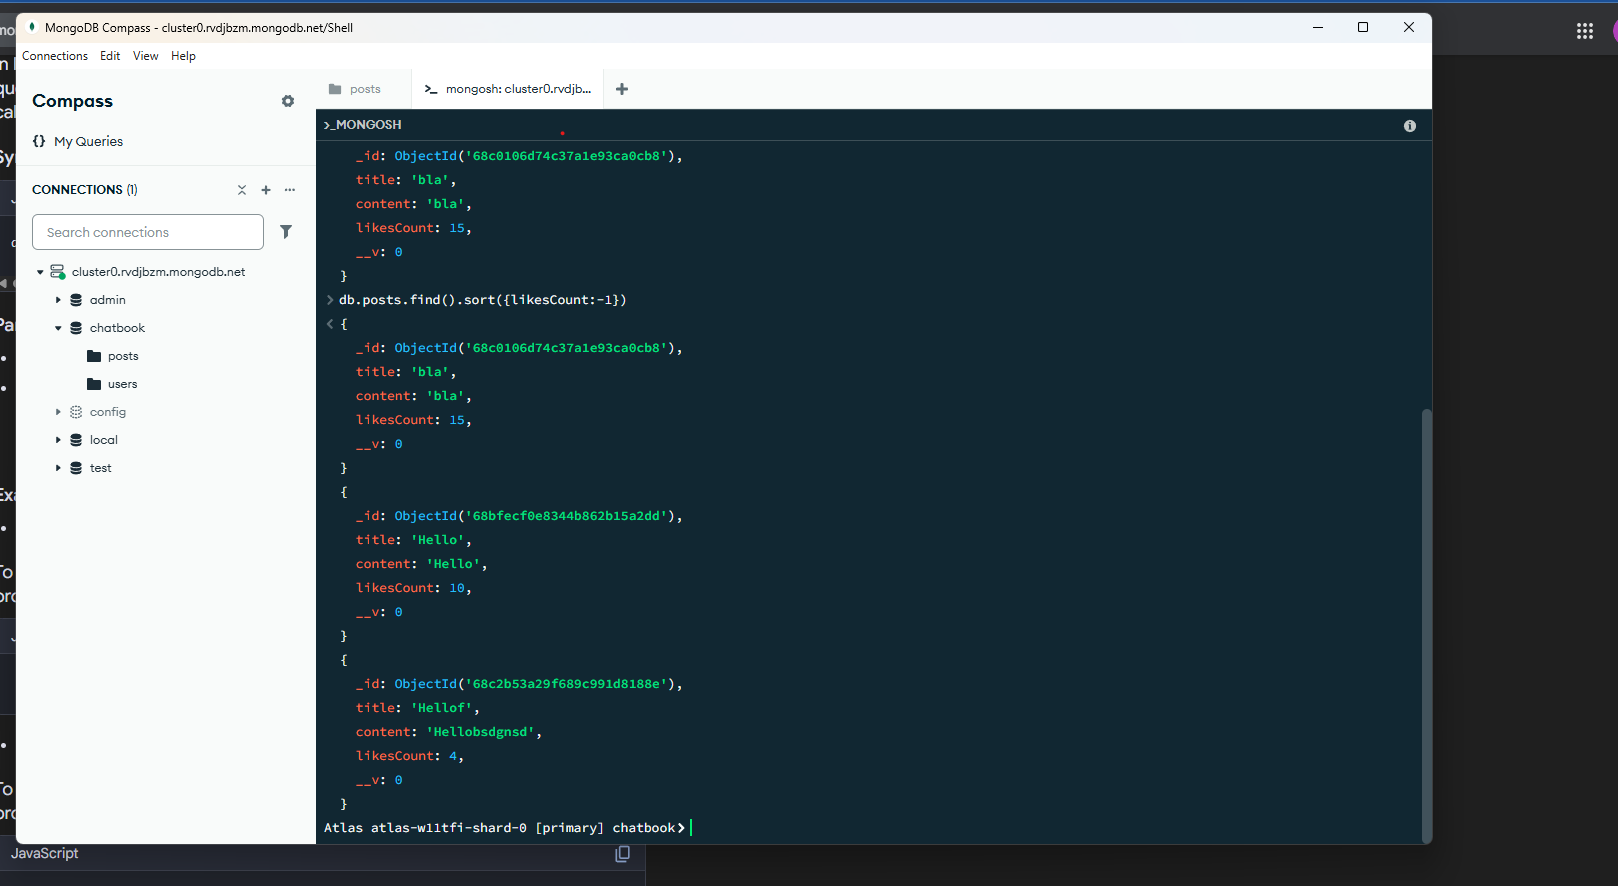 MongoDB Compass - cluster0.rvdjbzm.mongodb.net/Shell
Connections Edit View Help
Compass
{} My Queries
CONNECTIONS (1)
Search connections
cluster0.rvdjbzm.mongodb.net
admin
chatbook
posts
users
config
local
test
posts
mongosh: cluster0.rvdjb...
>_MONGOSH
_id: ObjectId('68c0106d74c37a1e93ca0cb8'),
title: 'bla',
content: 'bla',
likesCount: 15,
__v: 0
}
> db.posts.find().sort({likesCount:-1})
< {
_id: ObjectId('68c0106d74c37a1e93ca0cb8'),
title: 'bla',
content: 'bla',
likesCount: 15,
__v: 0
}
{
_id: ObjectId('68bfecf0e8344b862b15a2dd'),
title: 'Hello',
content: 'Hello',
likesCount: 10,
__v: 0
}
{
_id: ObjectId('68c2b53a29f689c991d8188e'),
title: 'Hellof',
content: 'Hellobsdgnsd',
likesCount: 4,
__v: 0
}
Atlas atlas-w11tfi-shard-0 [primary] chatbook>
JavaScript